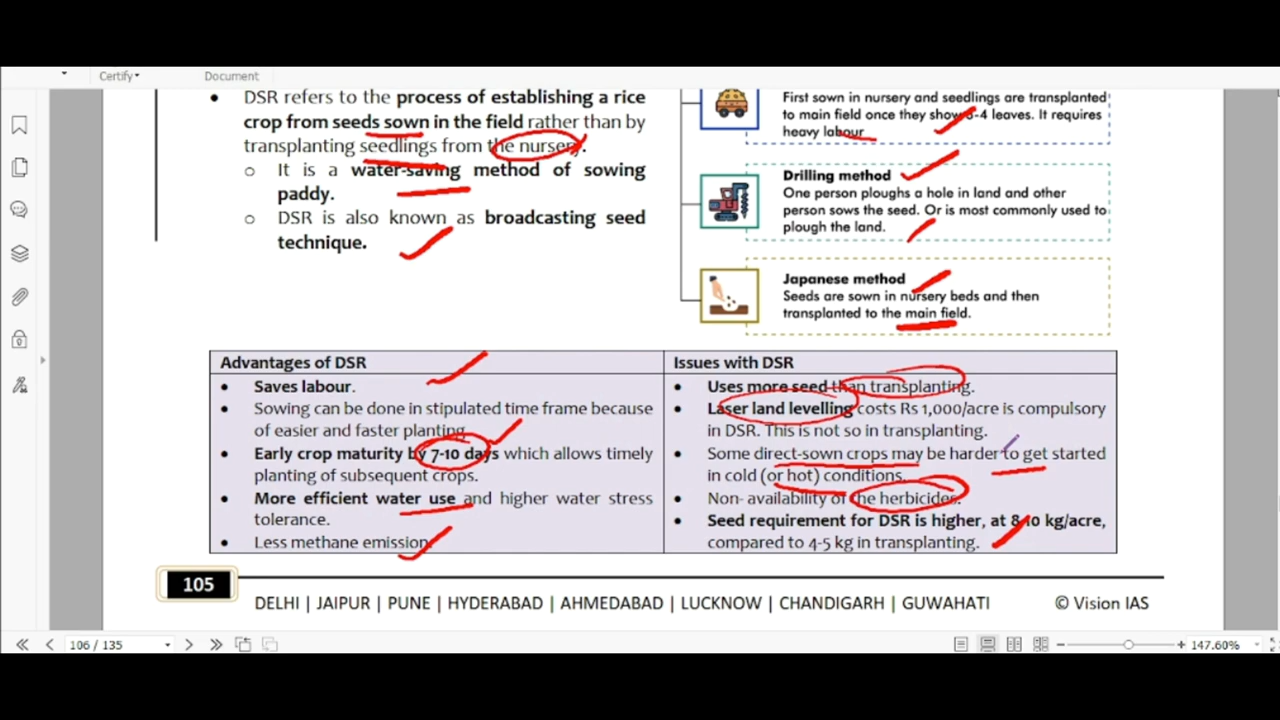 Certify
Document
• DSR refers to the process of establishing a rice
crop from seeds sown in the field rather than by
transplanting seedlings from the nursery.
o It is a water-saving method of sowing
paddy.
o DSR is also known as broadcasting seed
technique.
First sown in nursery and seedlings are transplanted
to main field once they show 3-4 leaves. It requires
heavy labour
Drilling method
One person ploughs a hole in land and other
person sows the seed. Or is most commonly used to
plough the land.
Japanese method
Seeds are sown in nursery beds and then
transplanted to the main field.
Advantages of DSR
• Saves labour.
• Sowing can be done in stipulated time frame because
of easier and faster planting
• Early crop maturity by 7-10 days which allows timely
planting of subsequent crops.
• More efficient water use and higher water stress
tolerance.
• Less methane emission
Issues with DSR
• Uses more seed than transplanting.
• Laser land levelling costs Rs 1,000/acre is compulsory
in DSR. This is not so in transplanting.
• Some direct-sown crops may be harder to get started
in cold (or hot) conditions.
• Non- availability of the herbicides.
• Seed requirement for DSR is higher, at 8-10 kg/acre,
compared to 4-5 kg in transplanting.
105
DELHI | JAIPUR | PUNE | HYDERABAD | AHMEDABAD | LUCKNOW | CHANDIGARH | GUWAHATI
© Vision IAS
106 / 135
147.60%